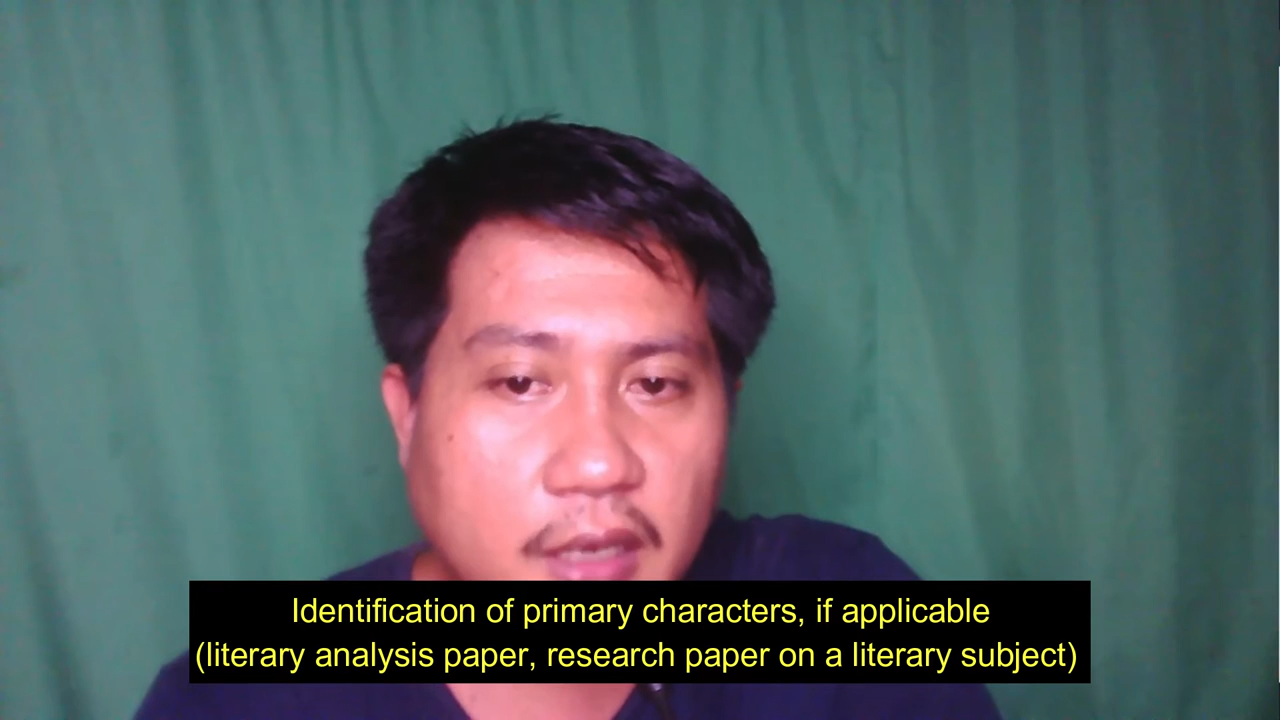 Identification of primary characters, if applicable
(literary analysis paper, research paper on a literary subject)